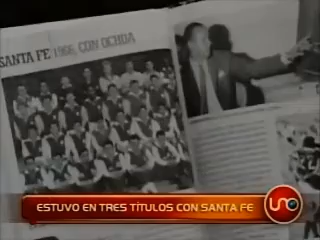 SANTA FE 1966, CON OCHOA
ESTUVO EN TRES TÍTULOS CON SANTA FE
UNO